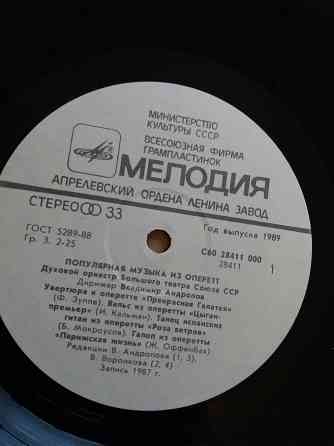 МИНИСТЕРСТВО
КУЛЬТУРЫ СССР
ВСЕСОЮЗНАЯ ФИРМА
ГРАМПЛАСТИНОК
МЕЛОДИЯ
АПРЕЛЕВСКИЙ ОРДЕНА ЛЕНИНА ЗАВОД
СТЕРЕО 33
Год выпуска 1989
ГОСТ 5289-88
Гр. 3. 2-25
С60 28411 000
28411
1
ПОПУЛЯРНАЯ МУЗЫКА ИЗ ОПЕРЕТТ
Духовой оркестр Большого театра Союза ССР
Дирижер Владимир Андропов
Увертюра к оперетте «Прекрасная Галатея»
(Ф. Зуппе). Вальс из оперетты «Цыган-
премьер» (И. Кальман). Танец испанских
гитан из оперетты «Роза ветров»
(Б. Мокроусов). Галоп из оперетты
«Парижская жизнь» (Ж. Оффенбах)
Редакции В. Андропова (1, 3),
В. Воронкова (2, 4)
Запись 1987 г.